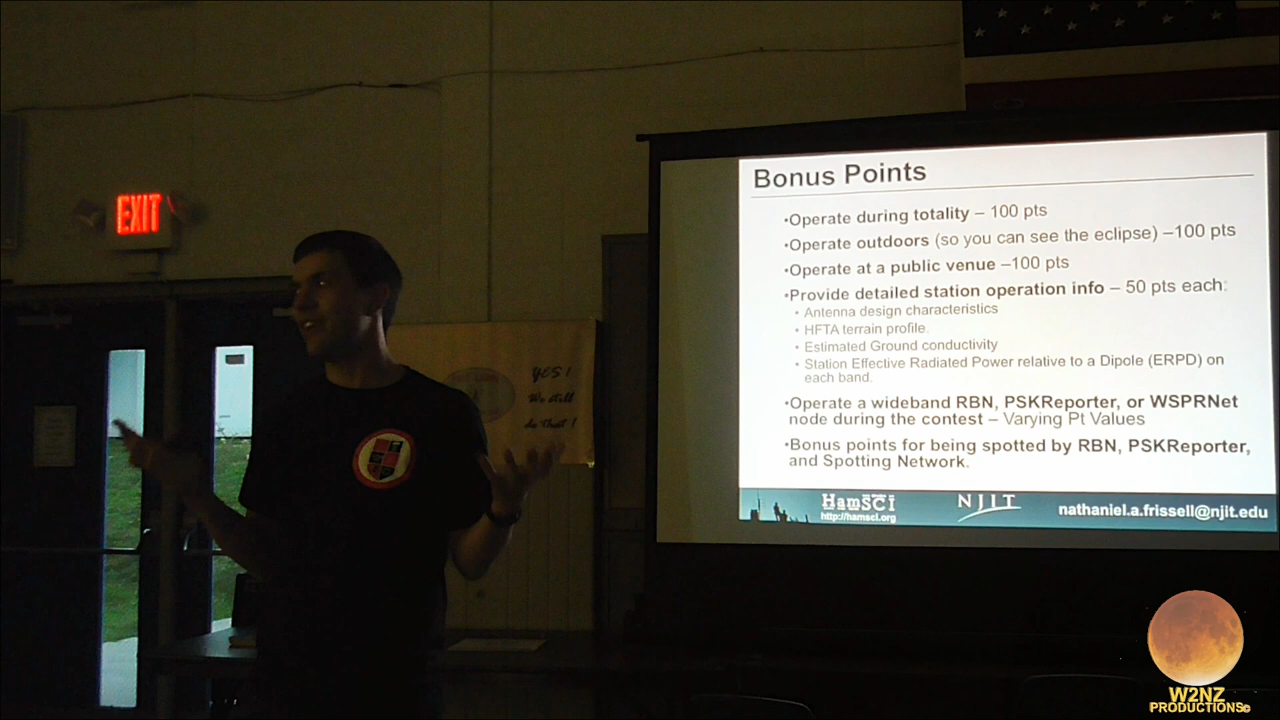 EXIT
YES !
We still
do That !
Bonus Points
•Operate during totality – 100 pts
•Operate outdoors (so you can see the eclipse) –100 pts
•Operate at a public venue –100 pts
•Provide detailed station operation info – 50 pts each:
• Antenna design characteristics
• HFTA terrain profile.
• Estimated Ground conductivity
• Station Effective Radiated Power relative to a Dipole (ERPD) on
each band.
•Operate a wideband RBN, PSKReporter, or WSPRNet
node during the contest – Varying Pt Values
•Bonus points for being spotted by RBN, PSKReporter,
and Spotting Network.
HamSCI
http://hamsci.org
NJIT
nathaniel.a.frissell@njit.edu
W2NZ
PRODUCTIONS©